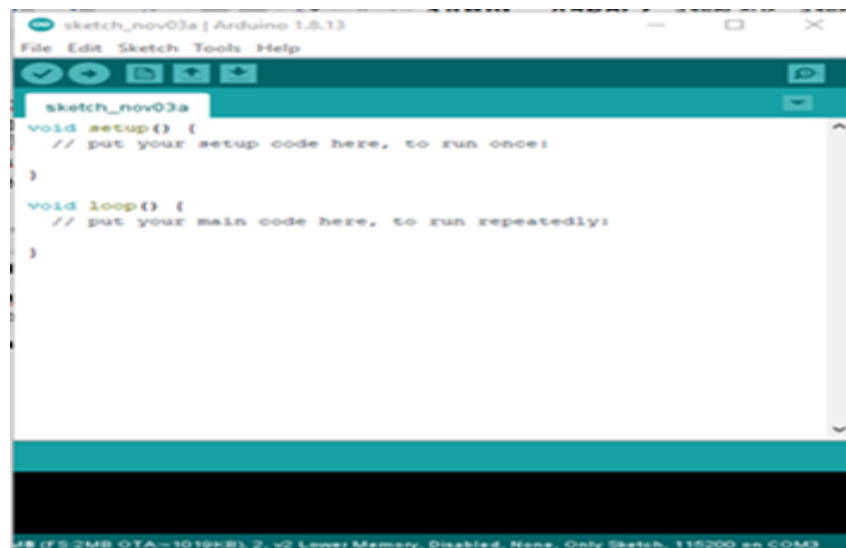 sketch_nov03a | Arduino 1.8.13
File Edit Sketch Tools Help
sketch_nov03a
void setup() {
// put your setup code here, to run once:
}
void loop() {
// put your main code here, to run repeatedly:
}
(FS:2MB OTA:~1019KB), 2, v2 Lower Memory, Disabled, None, Only Sketch, 115200 on COM3